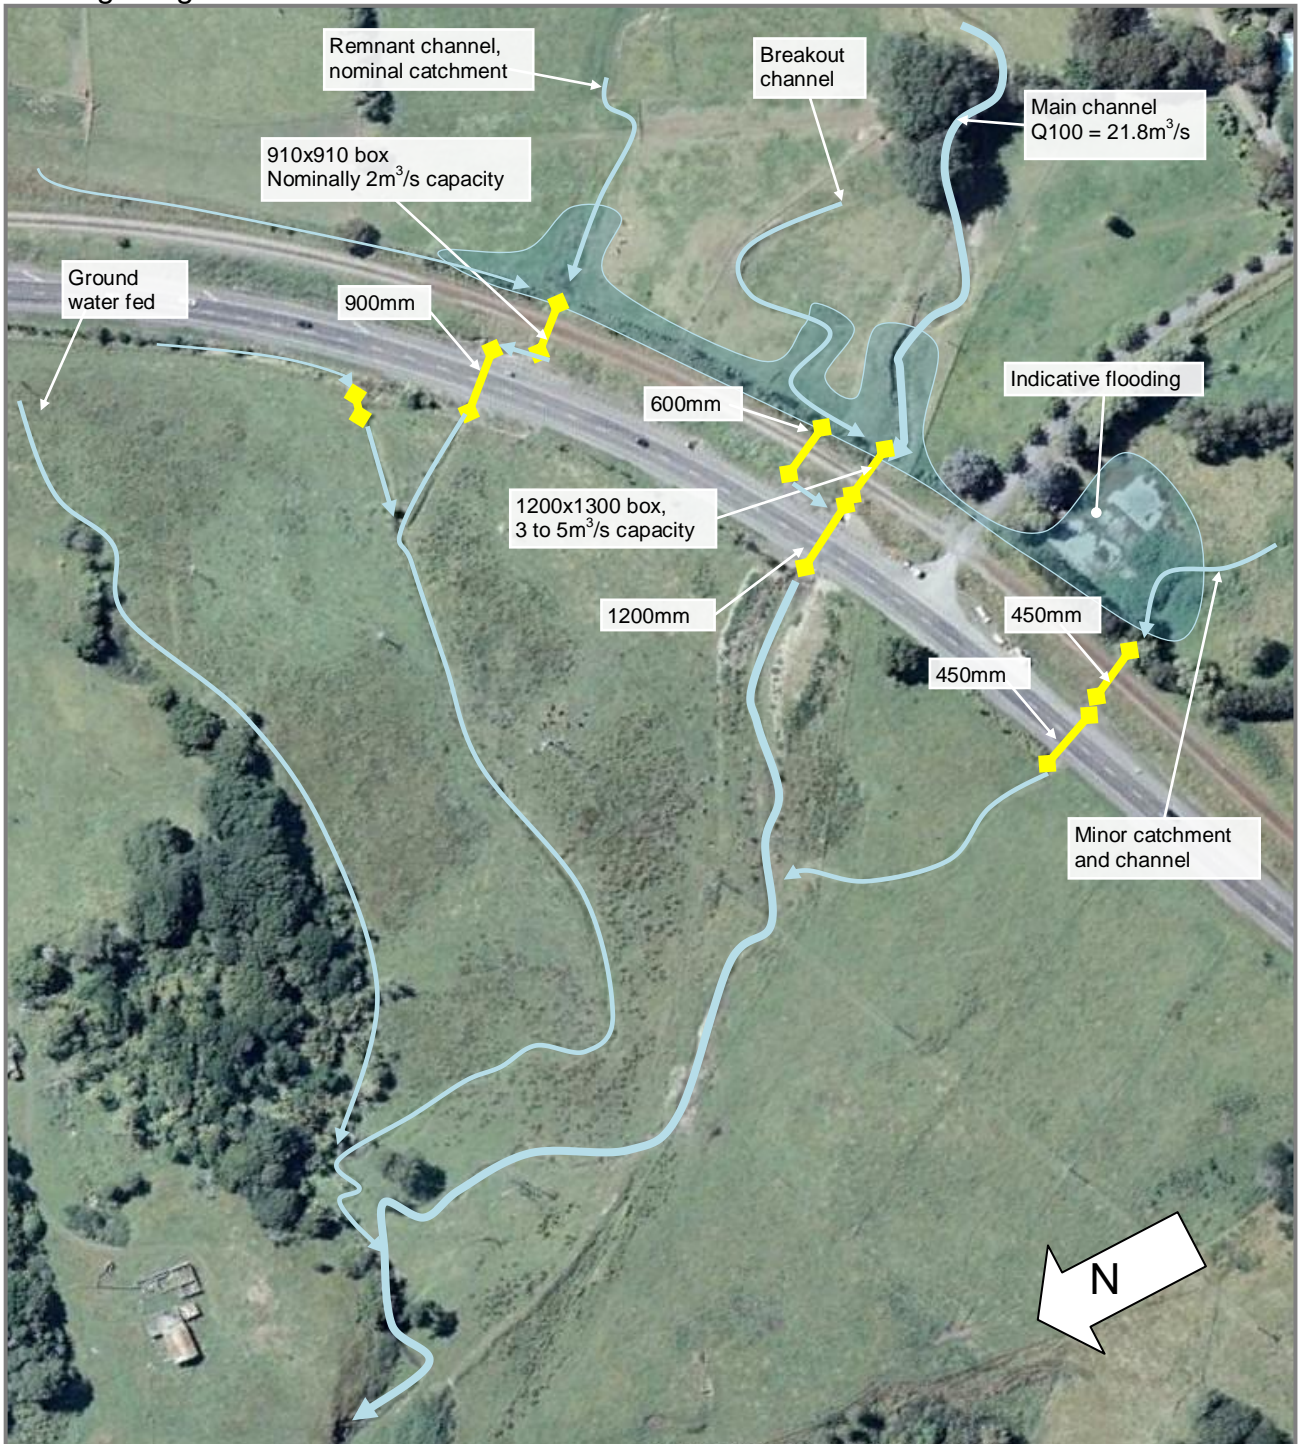 Remnant channel,
nominal catchment
Breakout
channel
Main channel
Q100 = 21.8m³/s
910x910 box
Nominally 2m³/s capacity
Ground
water fed
900mm
Indicative flooding
600mm
1200x1300 box,
3 to 5m³/s capacity
1200mm
450mm
450mm
Minor catchment
and channel
N